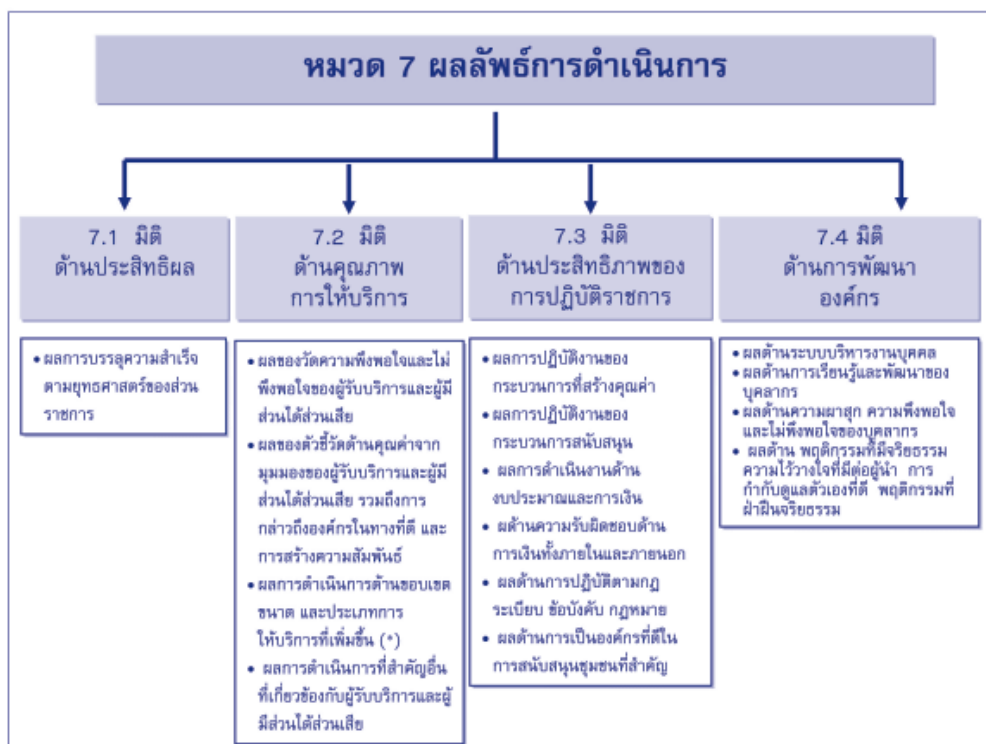 หมวด 7 ผลลัพธ์การดำเนินการ
7.1 มิติ
ด้านประสิทธิผล
• ผลการบรรลุความสำเร็จ
ตามยุทธศาสตร์ของส่วน
ราชการ
7.2 มิติ
ด้านคุณภาพ
การให้บริการ
• ผลของวัดความพึงพอใจและไม่
พึงพอใจของผู้รับบริการและผู้มี
ส่วนได้ส่วนเสีย
• ผลของตัวชี้วัดด้านคุณค่าจาก
มุมมองของผู้รับบริการและผู้มี
ส่วนได้ส่วนเสีย รวมถึงการ
กล่าวถึงองค์กรในทางที่ดี และ
การสร้างความสัมพันธ์
• ผลการดำเนินการด้านขอบเขต
ขนาด และประเภทการ
ให้บริการที่เพิ่มขึ้น (*)
• ผลการดำเนินการที่สำคัญอื่น
ที่เกี่ยวข้องกับผู้รับบริการและผู้
มีส่วนได้ส่วนเสีย
7.3 มิติ
ด้านประสิทธิภาพของ
การปฏิบัติราชการ
• ผลการปฏิบัติงานของ
กระบวนการที่สร้างคุณค่า
• ผลการปฏิบัติงานของ
กระบวนการสนับสนุน
• ผลการดำเนินงานด้าน
งบประมาณและการเงิน
• ผด้านความรับผิดชอบด้าน
การเงินทั้งภายในและภายนอก
• ผลด้านการปฏิบัติตามกฎ
ระเบียบ ข้อบังคับ กฎหมาย
• ผลด้านการเป็นองค์กรที่ดีใน
การสนับสนุนชุมชนที่สำคัญ
7.4 มิติ
ด้านการพัฒนา
องค์กร
• ผลด้านระบบบริหารงานบุคคล
• ผลด้านการเรียนรู้และพัฒนาของ
บุคลากร
• ผลด้านความผาสุก ความพึงพอใจ
และไม่พึงพอใจของบุคลากร
• ผลด้าน พฤติกรรมที่มีจริยธรรม
ความไว้วางใจที่มีต่อผู้นำ การ
กำกับดูแลตัวเองที่ดี พฤติกรรมที่
ฝ่าฝืนจริยธรรม